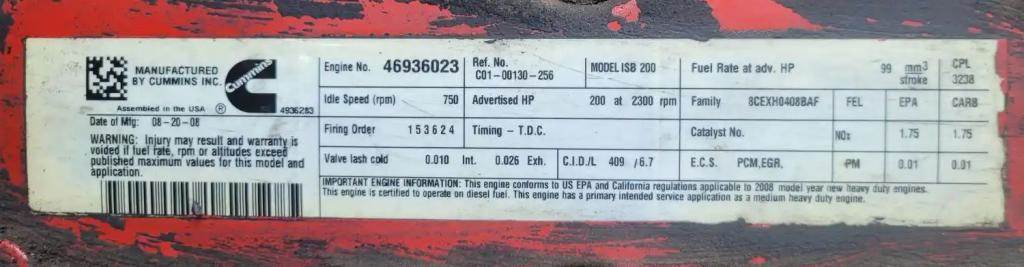 MANUFACTURED
BY CUMMINS INC.
Cummins
Assembled in the USA ® 4936283
Date of Mfg: 08-20-08
WARNING: Injury may result and warranty is
voided if fuel rate, rpm or altitudes exceed
published maximum values for this model and
application.
Engine No. 46936023 Ref. No. MODEL ISB 200 Fuel Rate at adv. HP 99 mm3 CPL
C01-00130-256 stroke 3238
Idle Speed (rpm) 750 Advertised HP 200 at 2300 rpm Family 8CEXH0408BAF FEL EPA CARB
Firing Order 153624 Timing - T.D.C. Catalyst No. NOx 1.75 1.75
Valve lash cold 0.010 Int. 0.026 Exh. C.I.D./L 409 /6.7 E.C.S. PCM,EGR. PM 0.01 0.01
IMPORTANT ENGINE INFORMATION: This engine conforms to US EPA and California regulations applicable to 2008 model year new heavy duty engines.
This engine is certified to operate on diesel fuel. This engine has a primary intended service application as a medium heavy duty engine.